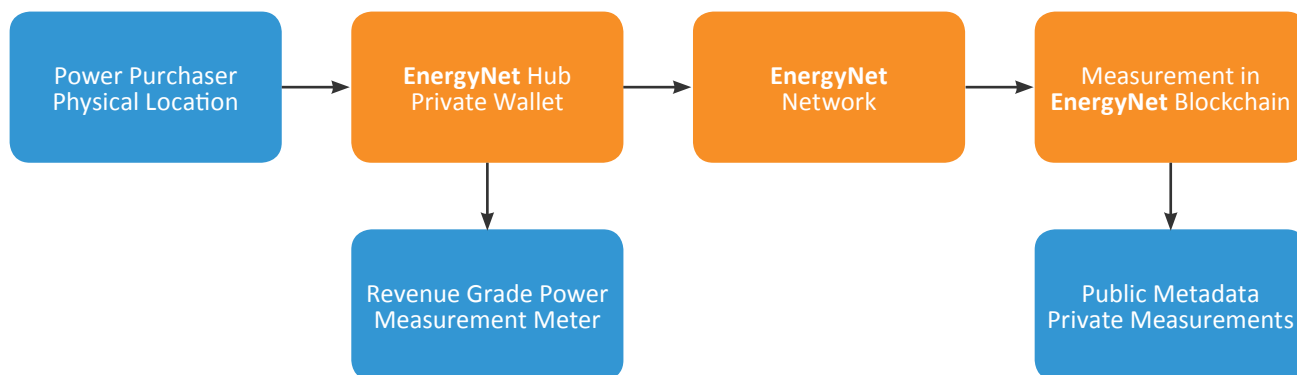 Power Purchaser
Physical Location
EnergyNet Hub
Private Wallet
EnergyNet
Network
Measurement in
EnergyNet Blockchain
Revenue Grade Power
Measurement Meter
Public Metadata
Private Measurements